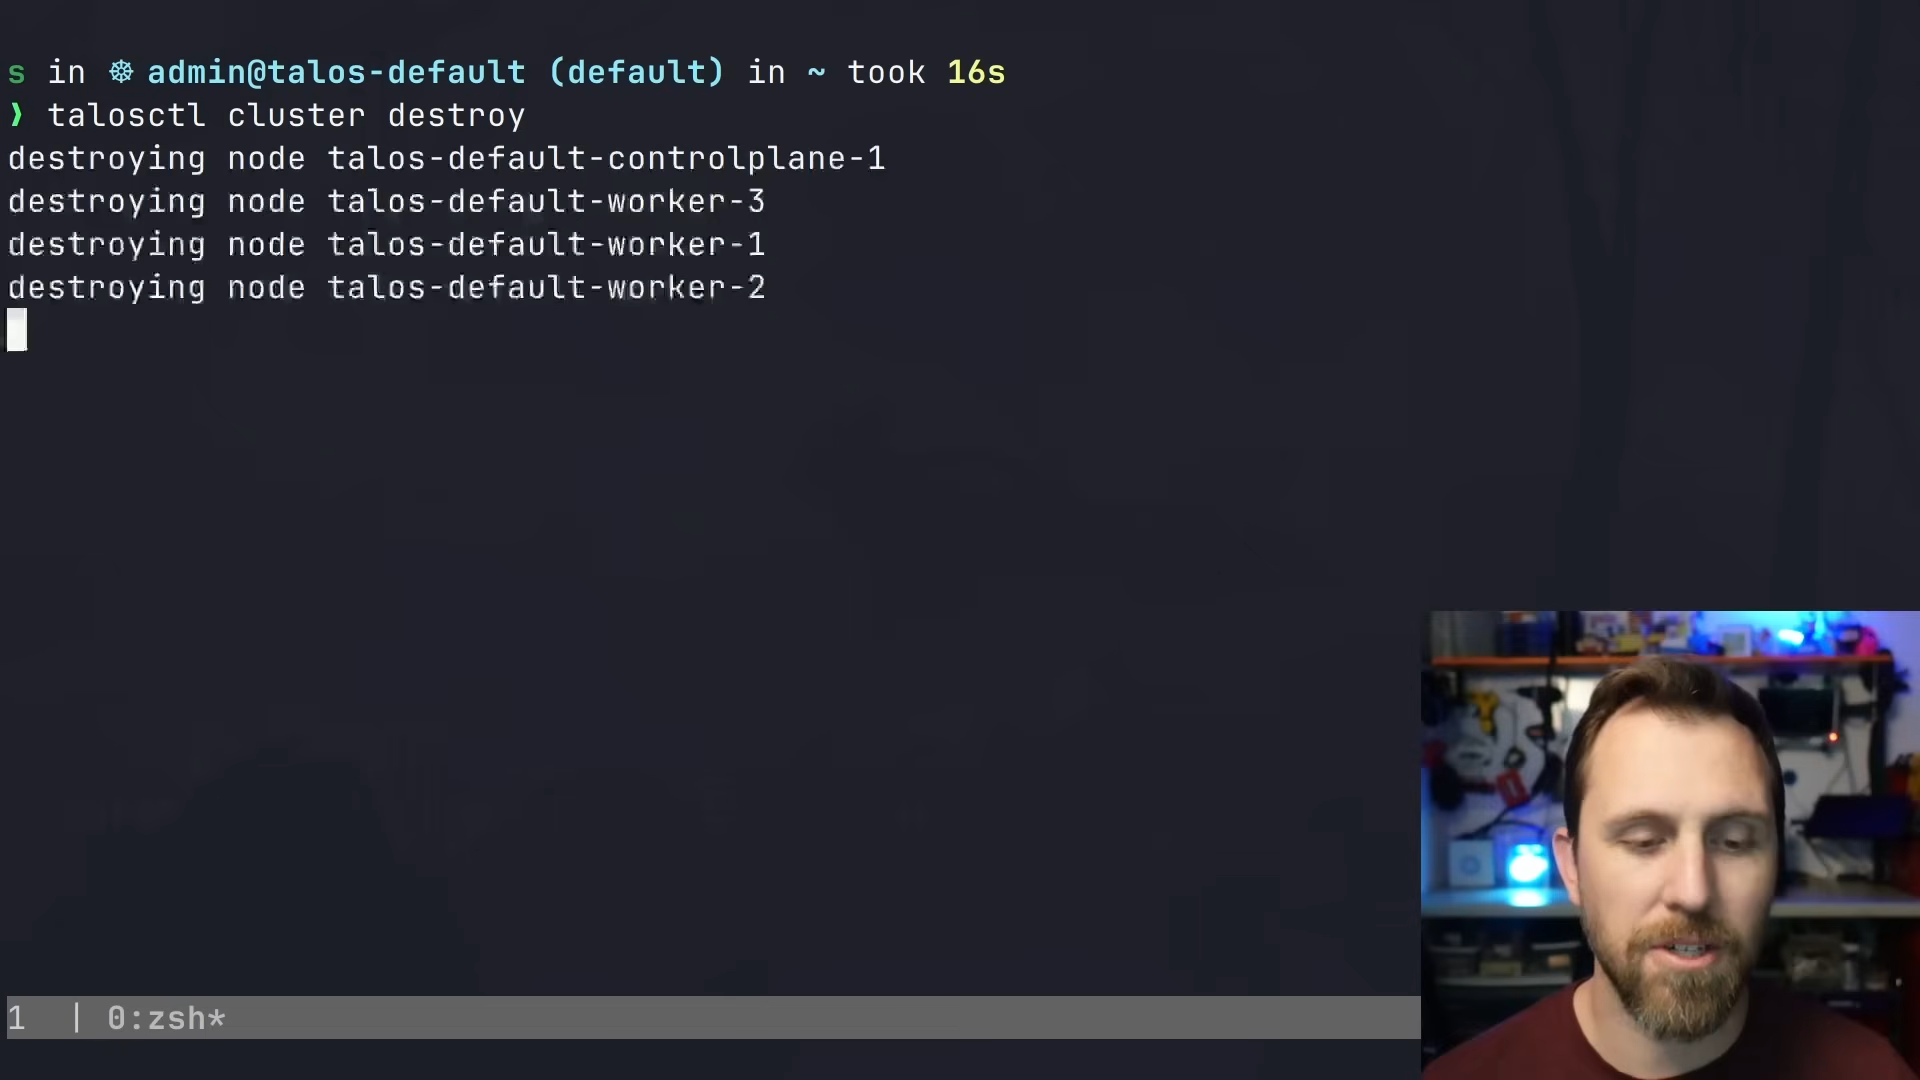 s in ☸ admin@talos-default (default) in ~ took 16s
❯ talosctl cluster destroy
destroying node talos-default-controlplane-1
destroying node talos-default-worker-3
destroying node talos-default-worker-1
destroying node talos-default-worker-2
1 | 0:zsh*